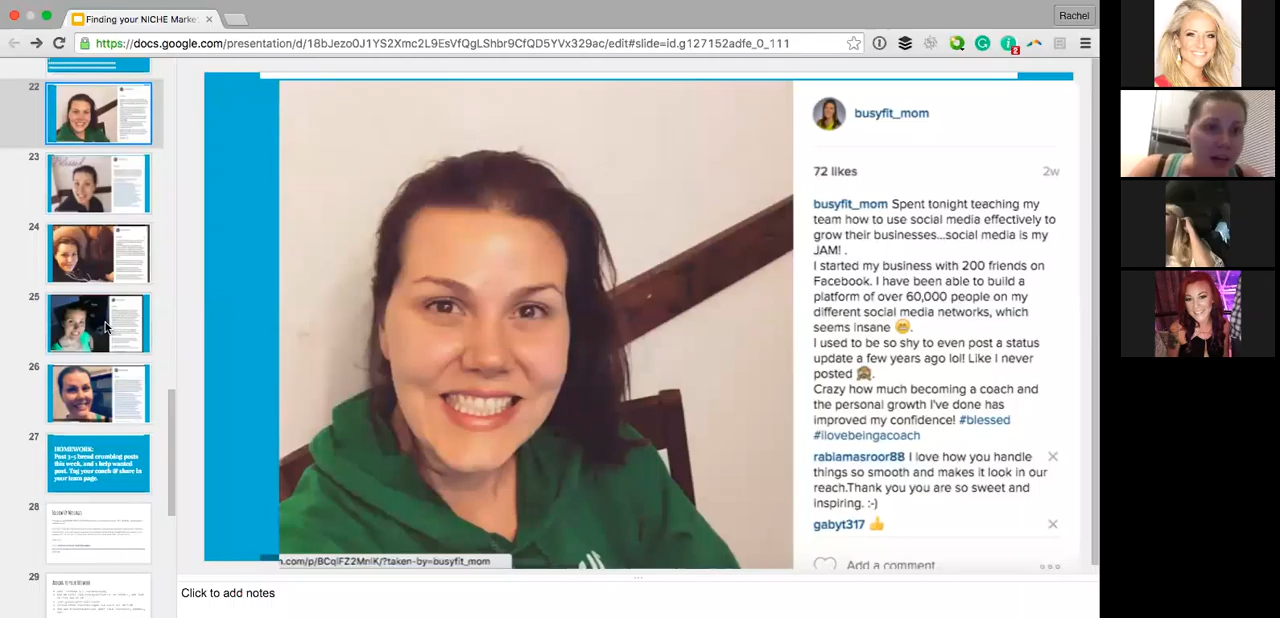 Finding your NICHE Marke
Rachel
https://docs.google.com/presentation/d/18bJezo0J1YS2Xmc2L9EsVfQgLShbr9CfQD5YVx329ac/edit#slide=id.g127152adfe_0_111
2
22
23
24
25
26
27
HOMEWORK:
Post 3-5 bread crumbing posts
this week, and 1 help wanted
post. Tag your coach & share in
your team page.
28
29
busyfit_mom
72 likes
2w
busyfit_mom Spent tonight teaching my
team how to use social media effectively to
grow their businesses...social media is my
JAM! .
I started my business with 200 friends on
Facebook. I have been able to build a
platform of over 60,000 people on my
different social media networks, which
seems insane 😁.
I used to be so shy to even post a status
update a few years ago lol! Like I never
posted 🙈.
Crazy how much becoming a coach and
the personal growth I've done has
improved my confidence! #blessed
#ilovebeingacoach
rabiamasroor88 I love how you handle
things so smooth and makes it look in our
reach.Thank you you are so sweet and
inspiring. :-)
gabyt317 👍
Add a comment...
n.com/p/BCqlFZ2MniK/?taken-by=busyfit_mom
Click to add notes